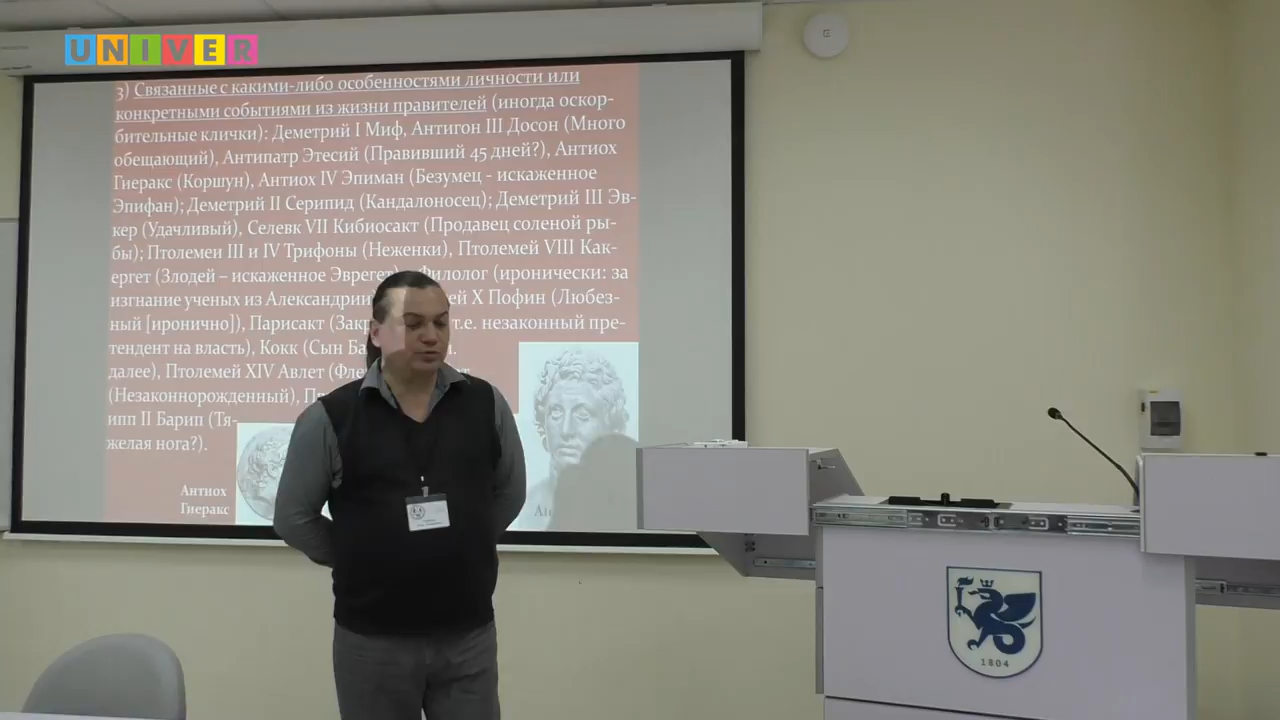 UNIVER
3) Связанные с какими-либо особенностями личности или
конкретными событиями из жизни правителей (иногда оскор-
бительные клички): Деметрий I Миф, Антигон III Досон (Много
обещающий), Антипатр Этесий (Правивший 45 дней?), Антиох
Гиеракс (Коршун), Антиох IV Эпиман (Безумец - искаженное
Эпифан); Деметрий II Серипид (Кандалоносец); Деметрий III Эв-
кер (Удачливый), Селевк VII Кибиосакт (Продавец соленой ры-
бы); Птолемеи III и IV Трифоны (Неженки), Птолемей VIII Как-
ергет (Злодей – искаженное Эвергет), Филолог (иронически: за
изгнание ученых из Александрии) X Пофин (Любез-
ный [иронично]), Парисакт т.е. незаконный пре-
тендент на власть), Кокк (Сын
далее), Птолемей XIV Авлет
(Незаконнорожденный),
ипп II Барип (Тя-
желая нога?).
Антиох
Гиеракс
1804